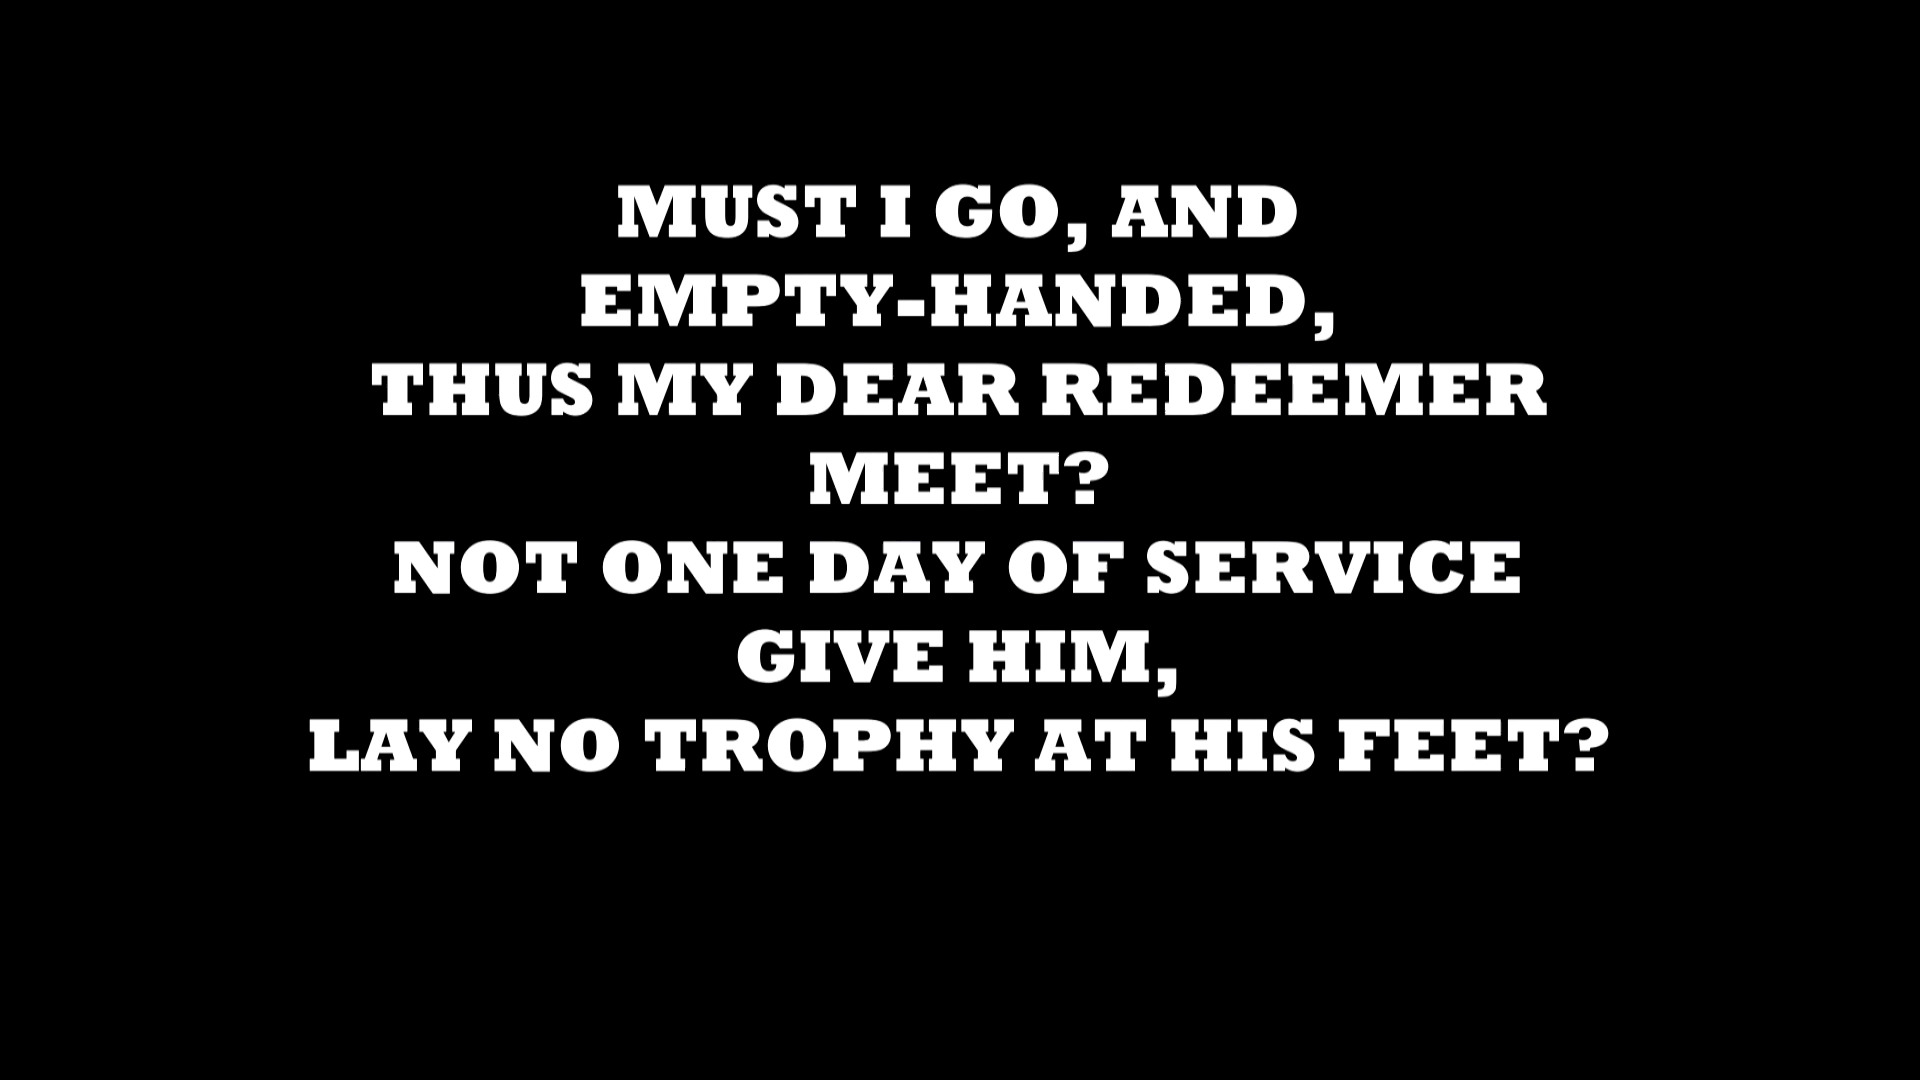 MUST I GO, AND
EMPTY-HANDED,
THUS MY DEAR REDEEMER
MEET?
NOT ONE DAY OF SERVICE
GIVE HIM,
LAY NO TROPHY AT HIS FEET?